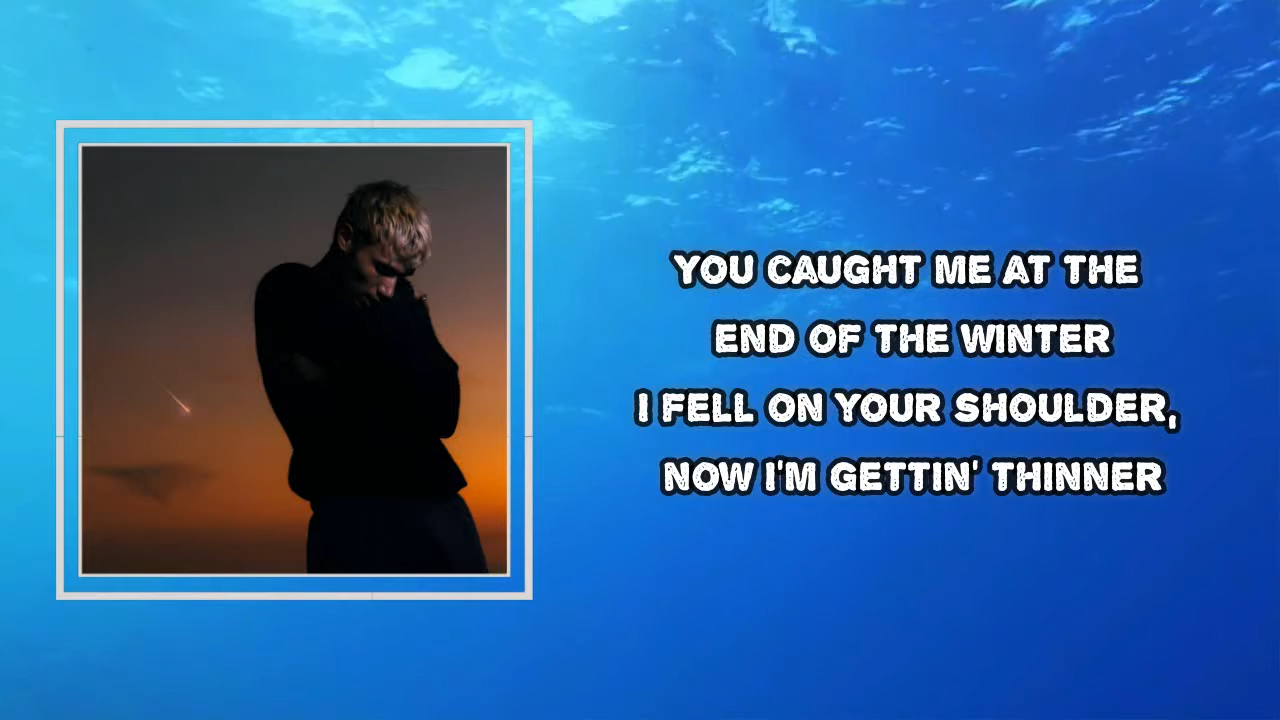 YOU CAUGHT ME AT THE
END OF THE WINTER
I FELL ON YOUR SHOULDER,
NOW I'M GETTIN' THINNER